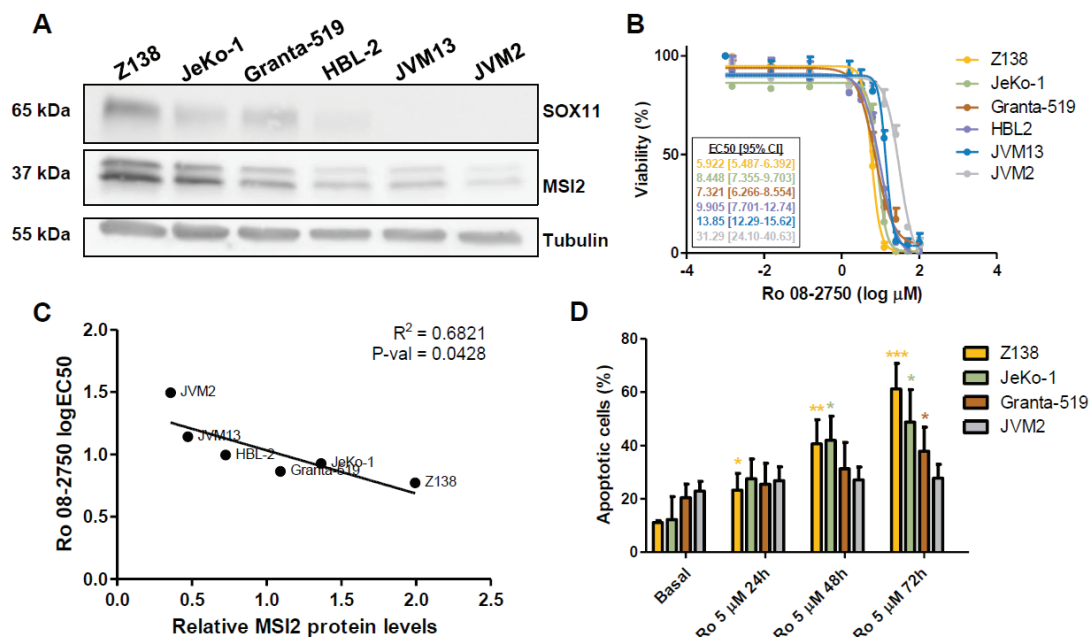 A
Z138
JeKo-1
Granta-519
HBL-2
JVM13
JVM2
65 kDa
SOX11
37 kDa
MSI2
55 kDa
Tubulin
B
100
50
0
Viability (%)
-4
-2
0
2
4
Ro 08-2750 (log μM)
EC50 [95% CI]
5.922 [5.487-6.392]
8.448 [7.355-9.703]
7.321 [6.266-8.554]
9.905 [7.701-12.74]
13.85 [12.29-15.62]
31.29 [24.10-40.63]
Z138
JeKo-1
Granta-519
HBL2
JVM13
JVM2
C
2.0
1.5
1.0
0.5
0.0
Ro 08-2750 logEC50
R² = 0.6821
P-val = 0.0428
JVM2
JVM13
HBL-2
Granta-519
JeKo-1
Z138
0.0
0.5
1.0
1.5
2.0
2.5
Relative MSI2 protein levels
D
80
60
40
20
0
Apoptotic cells (%)
*
**
*
***
*
*
Z138
JeKo-1
Granta-519
JVM2
Basal
Ro 5 μM 24h
Ro 5 μM 48h
Ro 5 μM 72h